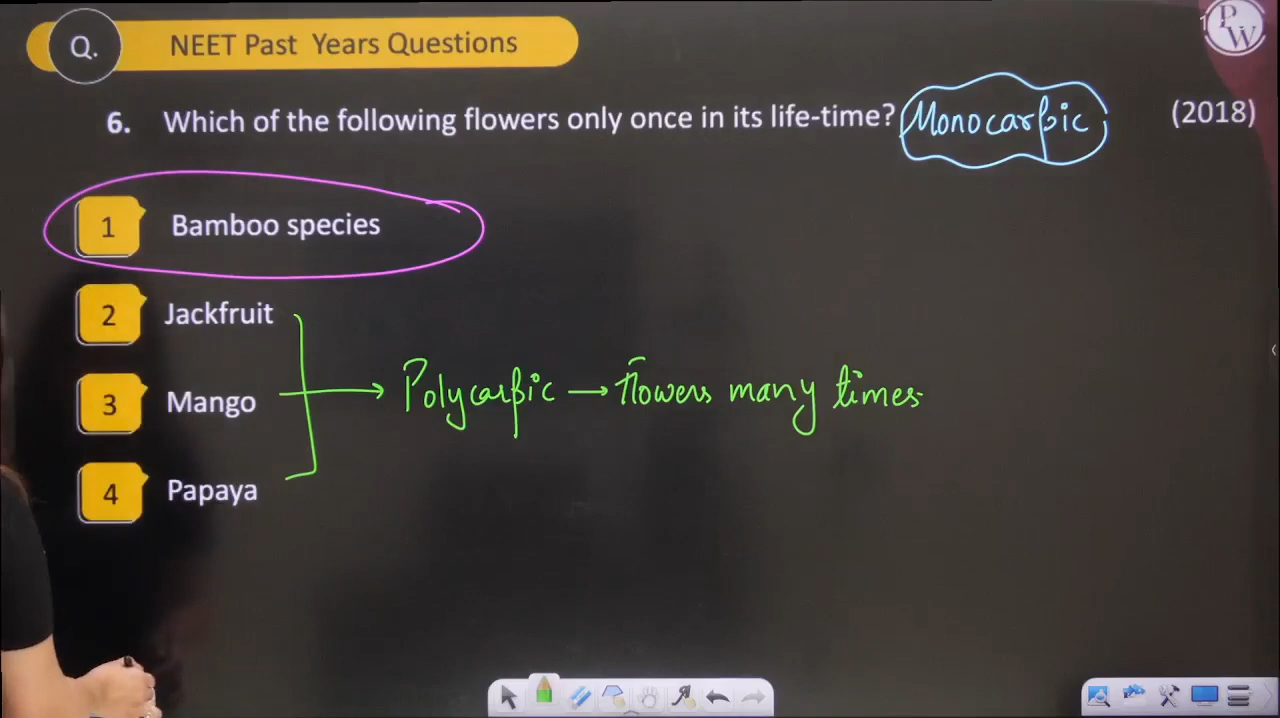 Q. NEET Past Years Questions
PW
6. Which of the following flowers only once in its life-time? Monocarpic (2018)
1 Bamboo species
2 Jackfruit
3 Mango
Polycarpic → flowers many times.
4 Papaya